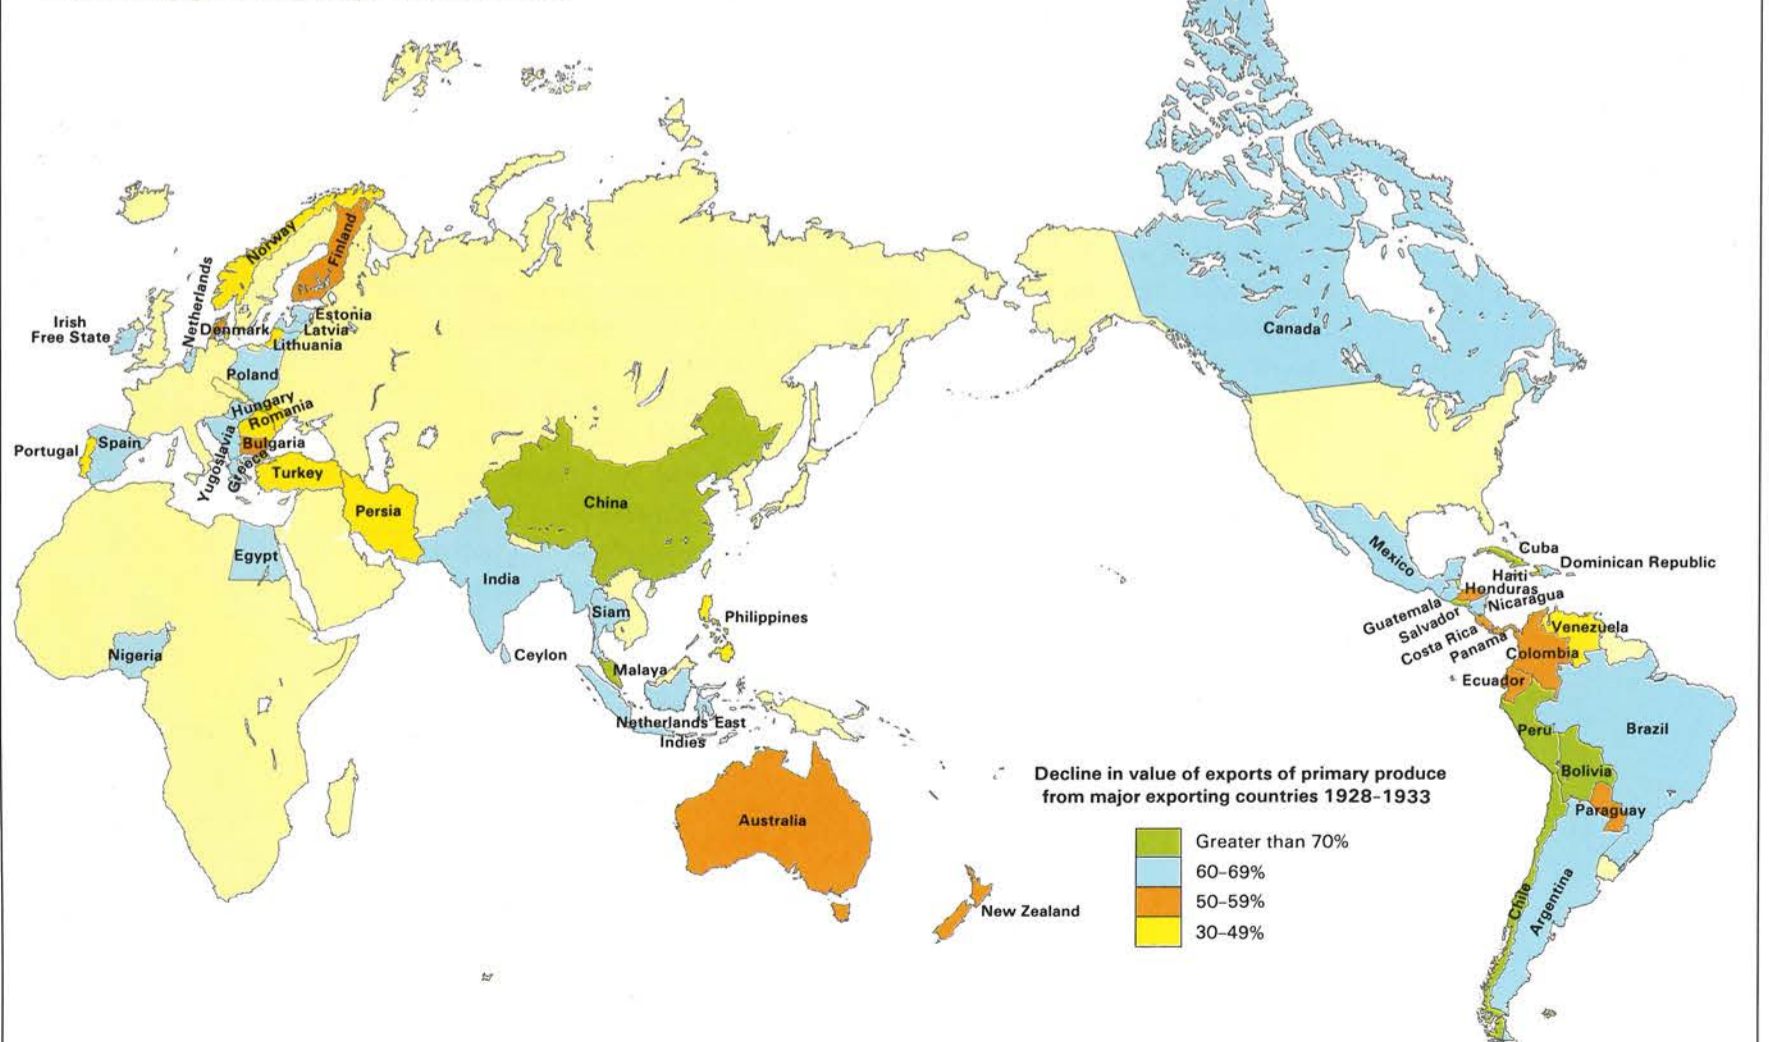 Norway
Finland
Netherlands
Irish
Free State
Denmark
Estonia
Latvia
Lithuania
Poland
Hungary
Romania
Portugal
Spain
Yugoslavia
Bulgaria
Greece
Turkey
Persia
China
Egypt
India
Siam
Philippines
Nigeria
Ceylon
Malaya
Netherlands East
Indies
Australia
New Zealand
Canada
Mexico
Cuba
Dominican Republic
Haiti
Honduras
Nicaragua
Guatemala
Salvador
Costa Rica
Panama
Venezuela
Colombia
Ecuador
Peru
Brazil
Bolivia
Paraguay
Chile
Argentina
Decline in value of exports of primary produce
from major exporting countries 1928–1933
Greater than 70%
60–69%
50–59%
30–49%